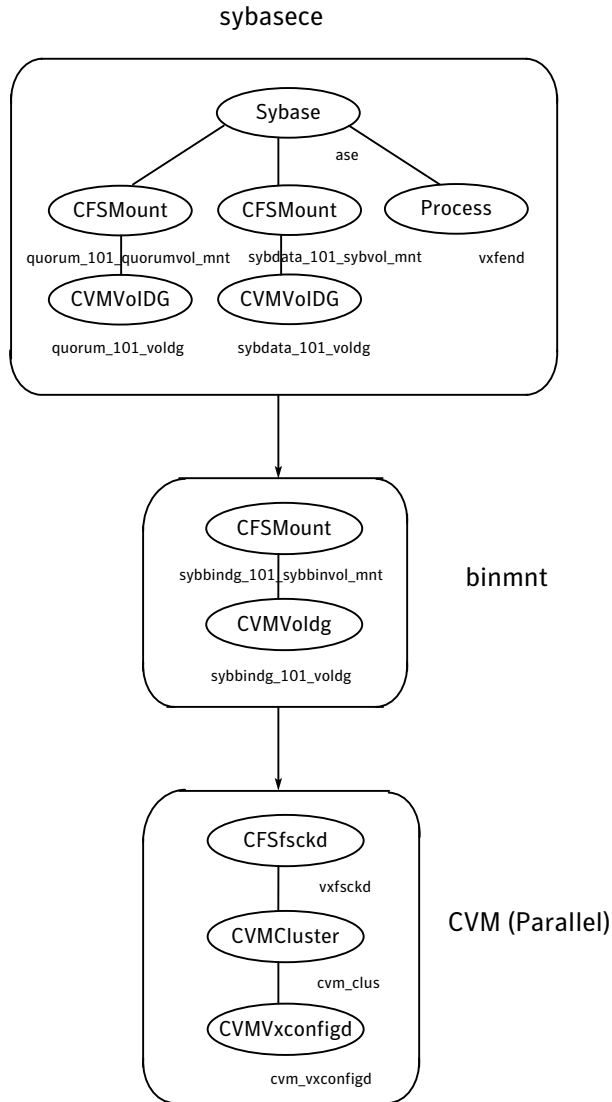 sybasece
Sybase
ase
CFSMount
CFSMount
Process
quorum_101_quorumvol_mnt
sybdata_101_sybvol_mnt
vxfend
CVMVolDG
CVMVolDG
quorum_101_voldg
sybdata_101_voldg
CFSMount
sybbindg_101_sybbinvol_mnt
binmnt
CVMVoldg
sybbindg_101_voldg
CFSfsckd
vxfsckd
CVMCluster
CVM (Parallel)
cvm_clus
CVMVxconfigd
cvm_vxconfigd